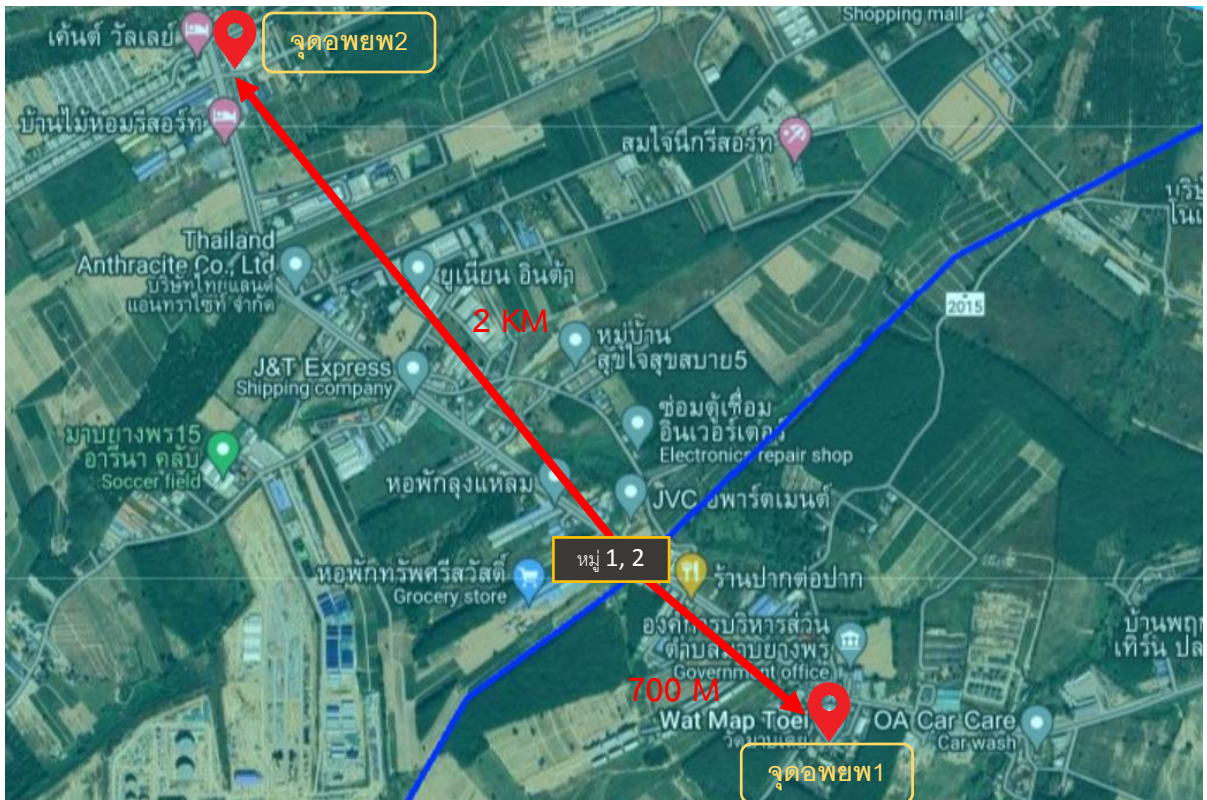 Shopping mall
เค้นต์ วัลเลย์
จุดอพยพ2
บ้านไม้หอมรีสอร์ท
สมใจนึกรีสอร์ท
Thailand
Anthracite Co., Ltd
บริษัทไทยแลนด์
แอนทราไซท์ จำกัด
ยูเนียน อินต้า
2015
2 KM
หมู่บ้าน
สุขใจสุขสบาย5
J&T Express
Shipping company
ซ่อมตู้เชื่อม
อินเวอร์เตอร์
Electronics repair shop
มาบยางพร15
อารีนา คลับ
Soccer field
หอพักลุงแหลม
JVC อพาร์ตเมนต์
หมู่ 1, 2
หอพักทรัพศรีสวัสดิ์
Grocery store
ร้านปากต่อปาก
องค์การบริหารส่วน
ตำบลมาบยางพร
Government office
700 M
Wat Map Toei
วัดมาบเตย
OA Car Care
Car wash
จุดอพยพ1